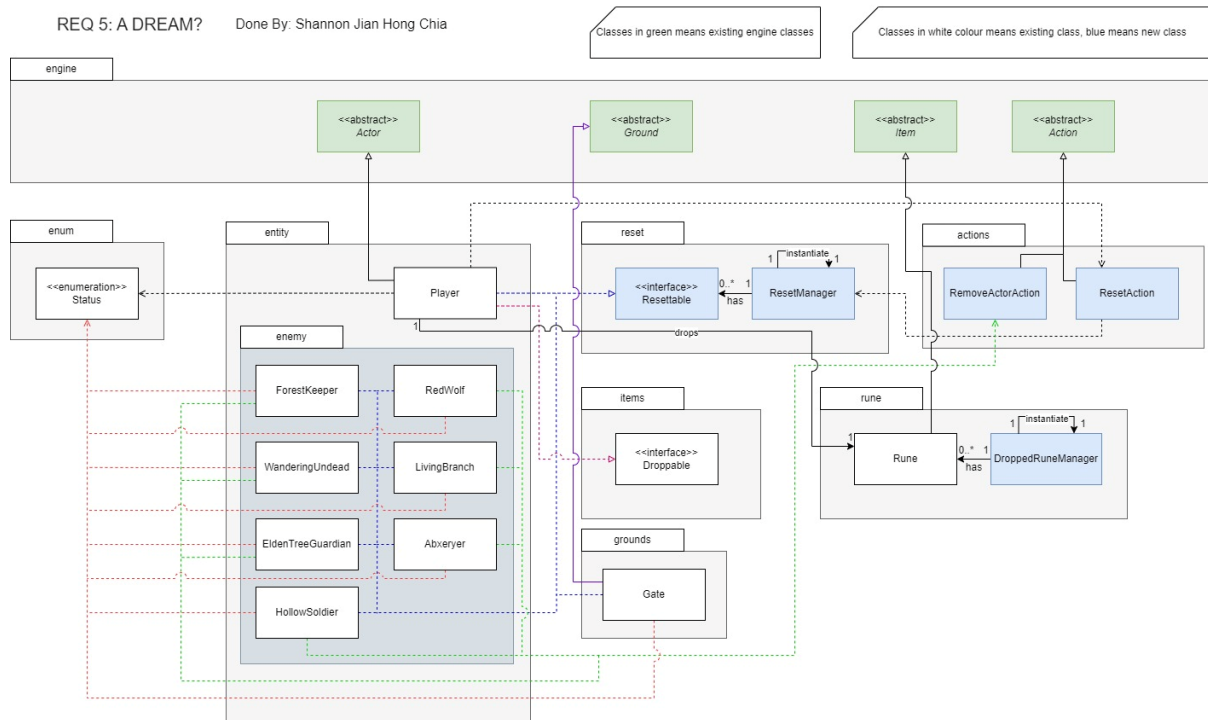 REQ 5: A DREAM?
Done By: Shannon Jian Hong Chia
Classes in green means existing engine classes
Classes in white colour means existing class, blue means new class
engine
<<abstract>>
Actor
<<abstract>>
Ground
<<abstract>>
Item
<<abstract>>
Action
enum
<<enumeration>>
Status
entity
Player
1
enemy
ForestKeeper
RedWolf
WanderingUndead
LivingBranch
EldenTreeGuardian
Abxeryer
HollowSoldier
reset
<<interface>>
Resettable
0..*
1
has
1
instantiate
1
ResetManager
drops
actions
RemoveActorAction
ResetAction
items
<<interface>>
Droppable
rune
1
Rune
0..*
1
has
1
instantiate
1
DroppedRuneManager
grounds
Gate